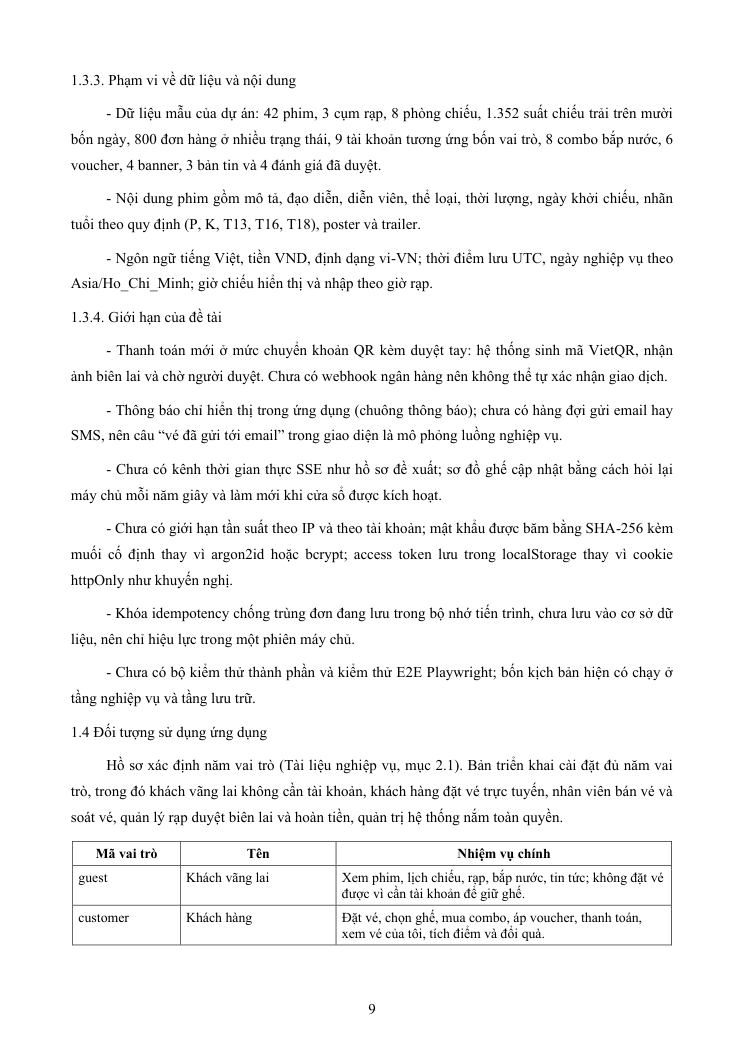 1.3.3. Phạm vi về dữ liệu và nội dung
- Dữ liệu mẫu của dự án: 42 phim, 3 cụm rạp, 8 phòng chiếu, 1.352 suất chiếu trải trên mười
bốn ngày, 800 đơn hàng ở nhiều trạng thái, 9 tài khoản tương ứng bốn vai trò, 8 combo bắp nước, 6
voucher, 4 banner, 3 bản tin và 4 đánh giá đã duyệt.
- Nội dung phim gồm mô tả, đạo diễn, diễn viên, thể loại, thời lượng, ngày khởi chiếu, nhãn
tuổi theo quy định (P, K, T13, T16, T18), poster và trailer.
- Ngôn ngữ tiếng Việt, tiền VND, định dạng vi-VN; thời điểm lưu UTC, ngày nghiệp vụ theo
Asia/Ho_Chi_Minh; giờ chiếu hiển thị và nhập theo giờ rạp.
1.3.4. Giới hạn của đề tài
- Thanh toán mới ở mức chuyển khoản QR kèm duyệt tay: hệ thống sinh mã VietQR, nhận
ảnh biên lai và chờ người duyệt. Chưa có webhook ngân hàng nên không thể tự xác nhận giao dịch.
- Thông báo chỉ hiển thị trong ứng dụng (chuông thông báo); chưa có hàng đợi gửi email hay
SMS, nên câu “vé đã gửi tới email” trong giao diện là mô phỏng luồng nghiệp vụ.
- Chưa có kênh thời gian thực SSE như hồ sơ đề xuất; sơ đồ ghế cập nhật bằng cách hỏi lại
máy chủ mỗi năm giây và làm mới khi cửa sổ được kích hoạt.
- Chưa có giới hạn tần suất theo IP và theo tài khoản; mật khẩu được băm bằng SHA-256 kèm
muối cố định thay vì argon2id hoặc bcrypt; access token lưu trong localStorage thay vì cookie
httpOnly như khuyến nghị.
- Khóa idempotency chống trùng đơn đang lưu trong bộ nhớ tiến trình, chưa lưu vào cơ sở dữ
liệu, nên chỉ hiệu lực trong một phiên máy chủ.
- Chưa có bộ kiểm thử thành phần và kiểm thử E2E Playwright; bốn kịch bản hiện có chạy ở
tầng nghiệp vụ và tầng lưu trữ.
1.4 Đối tượng sử dụng ứng dụng
Hồ sơ xác định năm vai trò (Tài liệu nghiệp vụ, mục 2.1). Bản triển khai cài đặt đủ năm vai
trò, trong đó khách vãng lai không cần tài khoản, khách hàng đặt vé trực tuyến, nhân viên bán vé và
soát vé, quản lý rạp duyệt biên lai và hoàn tiền, quản trị hệ thống nắm toàn quyền.
Mã vai trò Tên Nhiệm vụ chính
guest Khách vãng lai Xem phim, lịch chiếu, rạp, bắp nước, tin tức; không đặt vé
được vì cần tài khoản để giữ ghế.
customer Khách hàng Đặt vé, chọn ghế, mua combo, áp voucher, thanh toán,
xem vé của tôi, tích điểm và đổi quà.
9